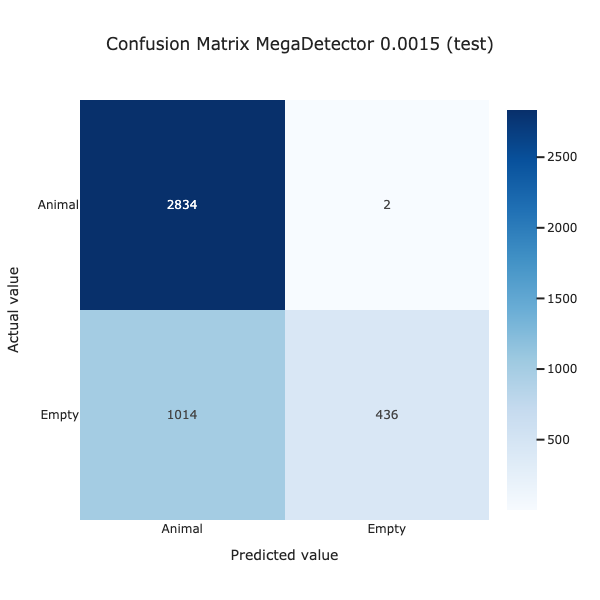 Confusion Matrix MegaDetector 0.0015 (test)
Actual value
Animal
2834
2
Empty
1014
436
Animal
Empty
Predicted value
2500
2000
1500
1000
500